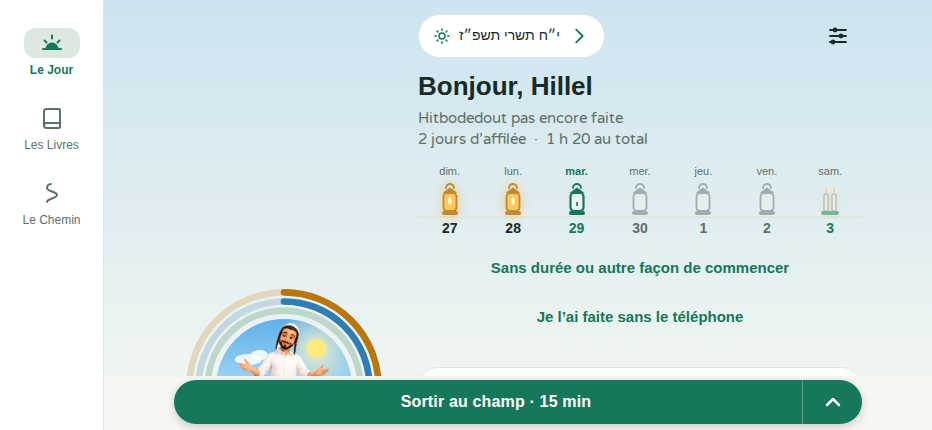 Le Jour
Les Livres
Le Chemin
י״ח תשרי תשפ״ז
Bonjour, Hillel
Hitbodedout pas encore faite
2 jours d’affilée · 1 h 20 au total
dim. lun. mar. mer. jeu. ven. sam.
27 28 29 30 1 2 3
Sans durée ou autre façon de commencer
Je l’ai faite sans le téléphone
Sortir au champ · 15 min